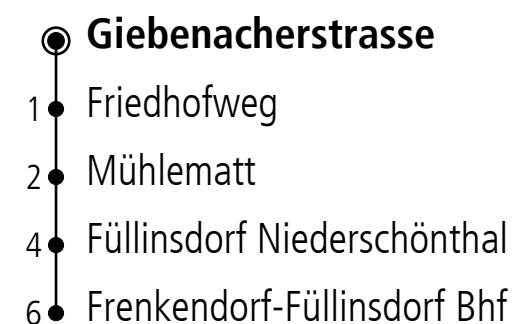 Giebenacherstrasse
1 Friedhofweg
2 Mühlematt
4 Füllinsdorf Niederschönthal
6 Frenkendorf-Füllinsdorf Bhf